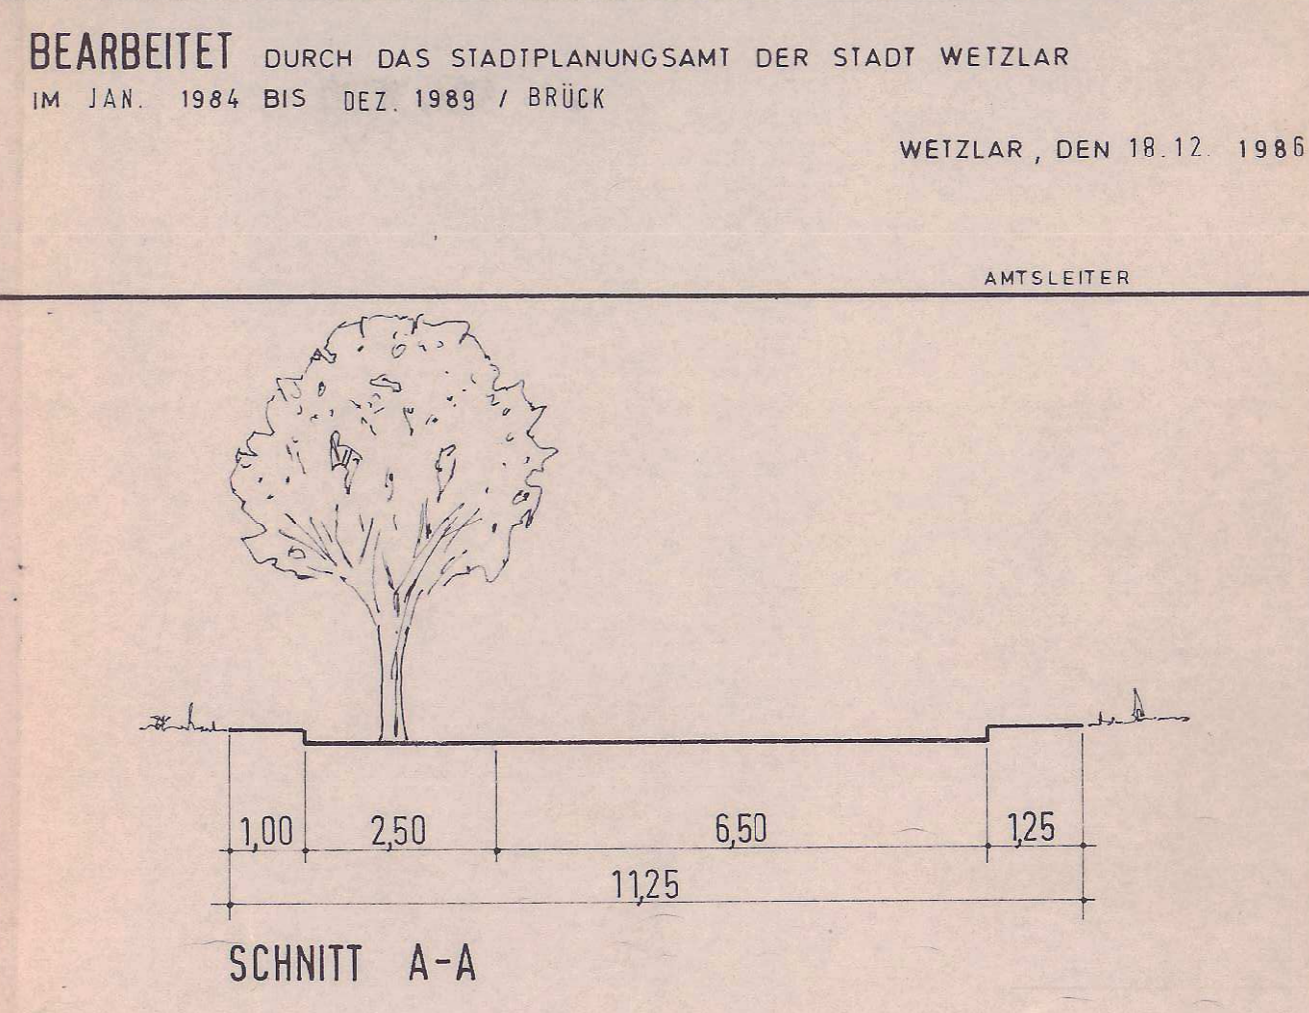 BEARBEITET DURCH DAS STADTPLANUNGSAMT DER STADT WETZLAR
IM JAN. 1984 BIS DEZ. 1989 / BRÜCK
WETZLAR, DEN 18.12. 1986
AMTSLEITER
1,00 2,50 6,50 1,25
11,25
SCHNITT A-A